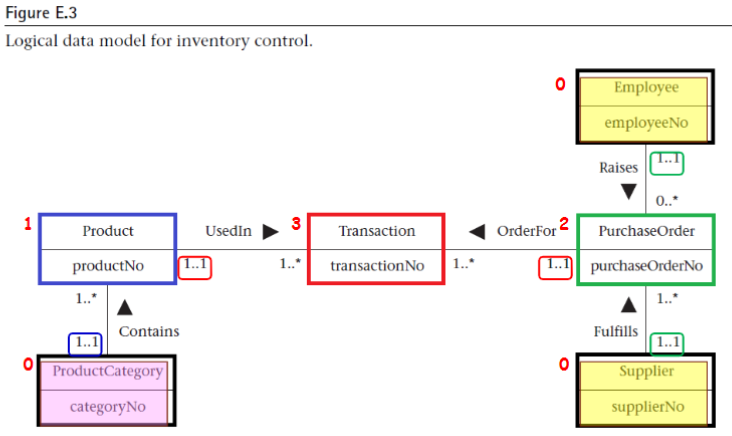 Figure E.3
Logical data model for inventory control.
0
Employee
employeeNo
1..1
Raises
0..*
1
Product
productNo
UsedIn
1..1
1..*
3
Transaction
transactionNo
OrderFor
1..*
1..1
2
PurchaseOrder
purchaseOrderNo
1..*
Contains
1..1
1..*
Fulfills
1..1
0
ProductCategory
categoryNo
0
Supplier
supplierNo